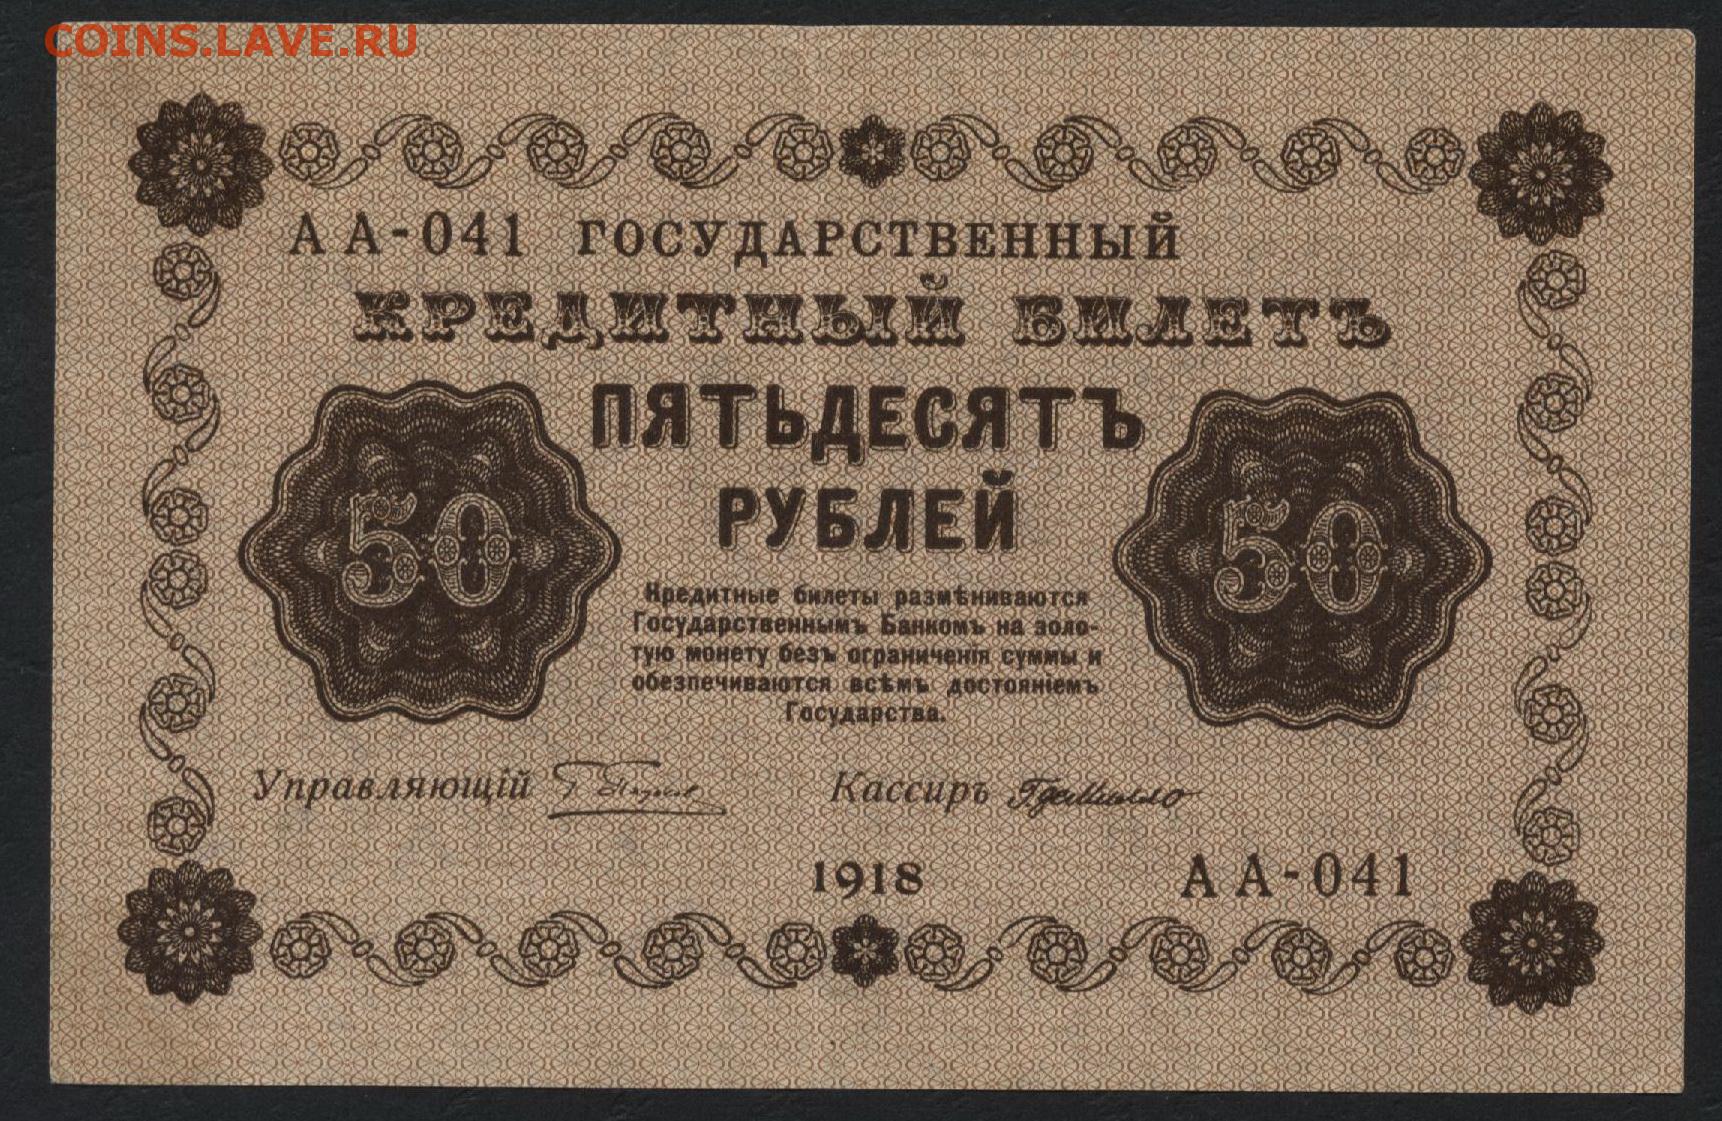 COINS.LAVE.RU
АА-041 ГОСУДАРСТВЕННЫЙ
КРЕДИТНЫЙ БИЛЕТЪ
ПЯТЬДЕСЯТЪ
РУБЛЕЙ
50 50
Кредитные билеты размѣниваются
Государственнымъ Банкомъ на золо-
тую монету безъ ограниченія суммы и
обезпечиваются всѣмъ достояніемъ
Государства.
Управляющій Кассиръ
1918 АА-041